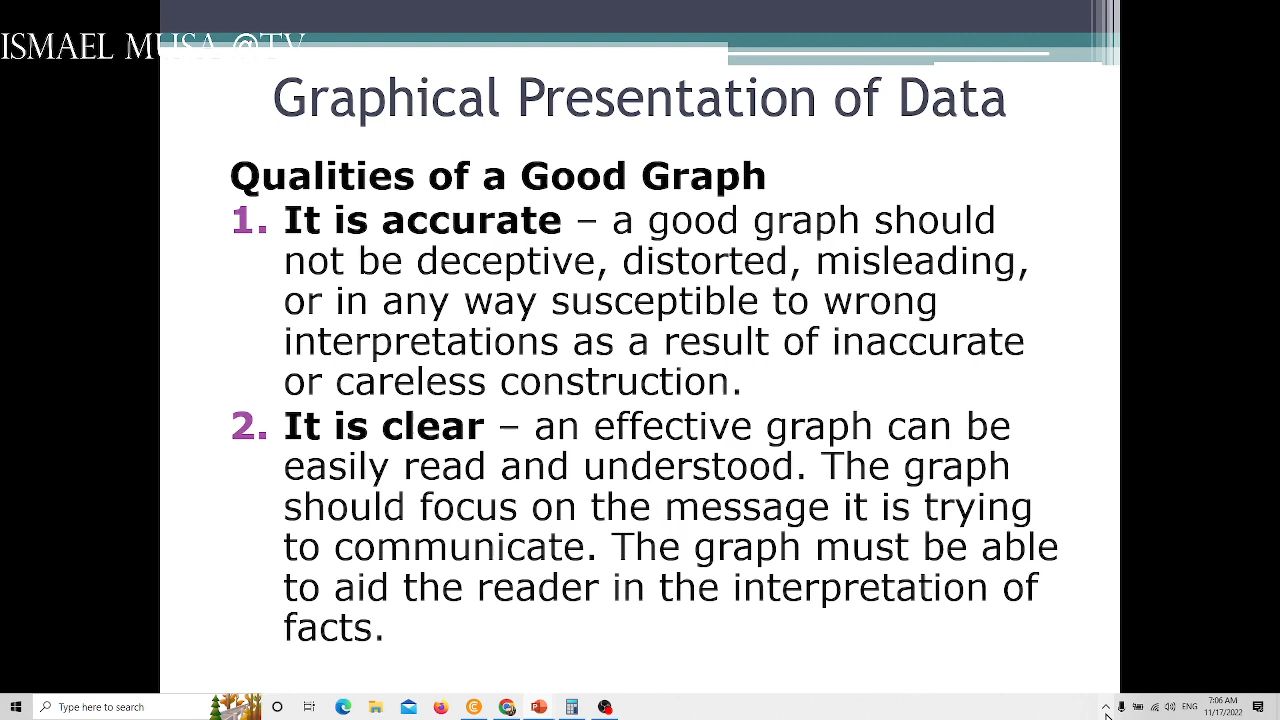 ISMAEL MUSA @TV
Graphical Presentation of Data
Qualities of a Good Graph
1. It is accurate – a good graph should
not be deceptive, distorted, misleading,
or in any way susceptible to wrong
interpretations as a result of inaccurate
or careless construction.
2. It is clear – an effective graph can be
easily read and understood. The graph
should focus on the message it is trying
to communicate. The graph must be able
to aid the reader in the interpretation of
facts.
Type here to search
ENG
7:06 AM
11/17/2022